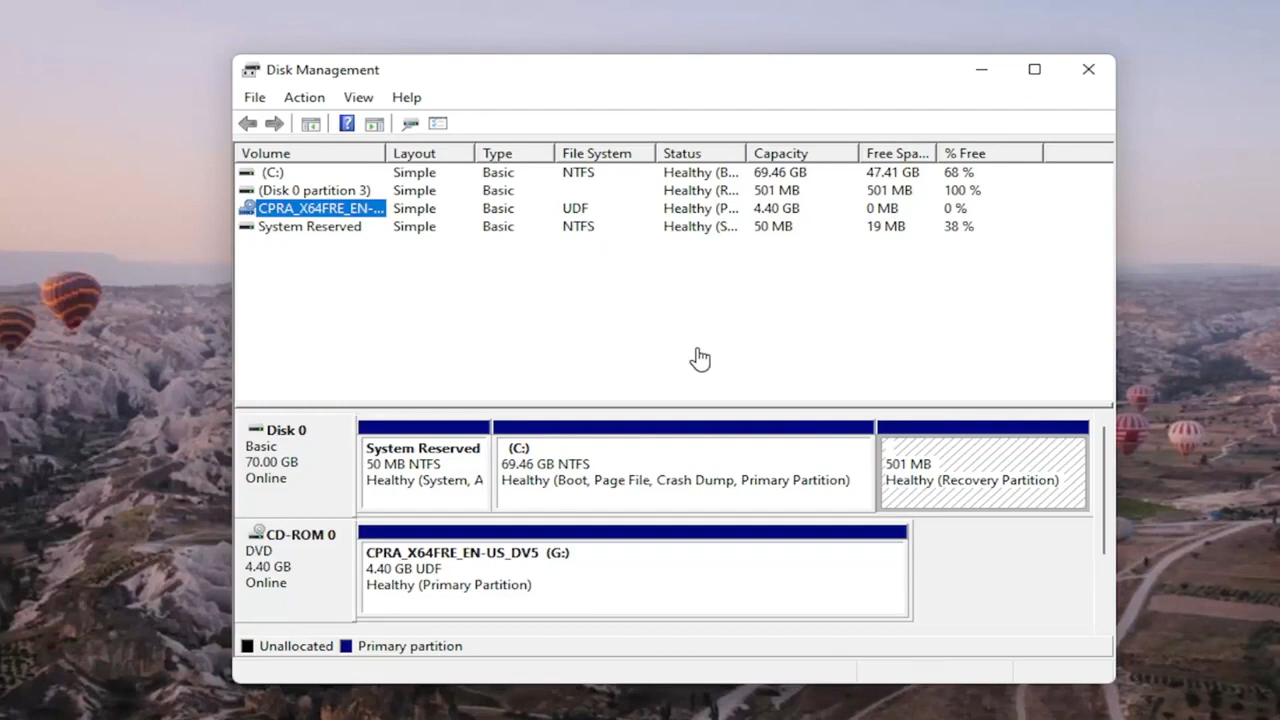 Disk Management
File Action View Help
Volume Layout Type File System Status Capacity Free Spa... % Free
(C:) Simple Basic NTFS Healthy (B... 69.46 GB 47.41 GB 68 %
(Disk 0 partition 3) Simple Basic Healthy (R... 501 MB 501 MB 100 %
CPRA_X64FRE_EN-... Simple Basic UDF Healthy (P... 4.40 GB 0 MB 0 %
System Reserved Simple Basic NTFS Healthy (S... 50 MB 19 MB 38 %
Disk 0
Basic
70.00 GB
Online
System Reserved
50 MB NTFS
Healthy (System, A
(C:)
69.46 GB NTFS
Healthy (Boot, Page File, Crash Dump, Primary Partition)
501 MB
Healthy (Recovery Partition)
CD-ROM 0
DVD
4.40 GB
Online
CPRA_X64FRE_EN-US_DV5 (G:)
4.40 GB UDF
Healthy (Primary Partition)
Unallocated Primary partition